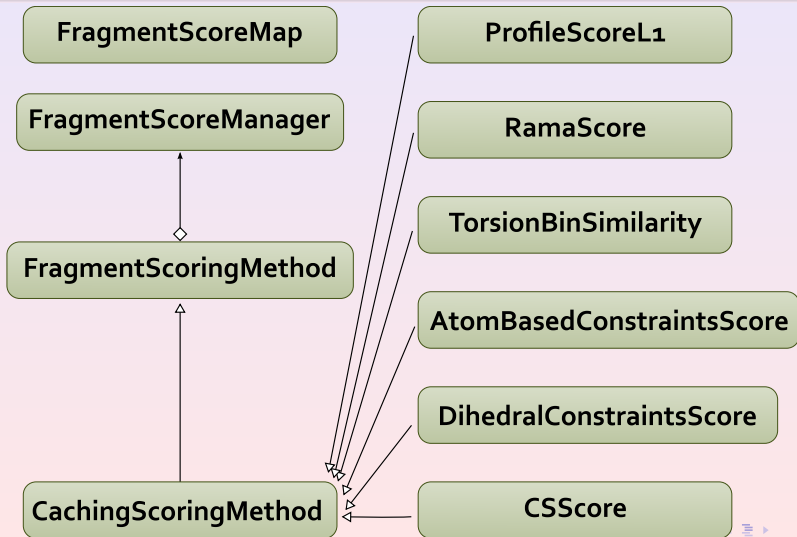 FragmentScoreMap
FragmentScoreManager
FragmentScoringMethod
CachingScoringMethod
ProfileScoreL1
RamaScore
TorsionBinSimilarity
AtomBasedConstraintsScore
DihedralConstraintsScore
CSScore